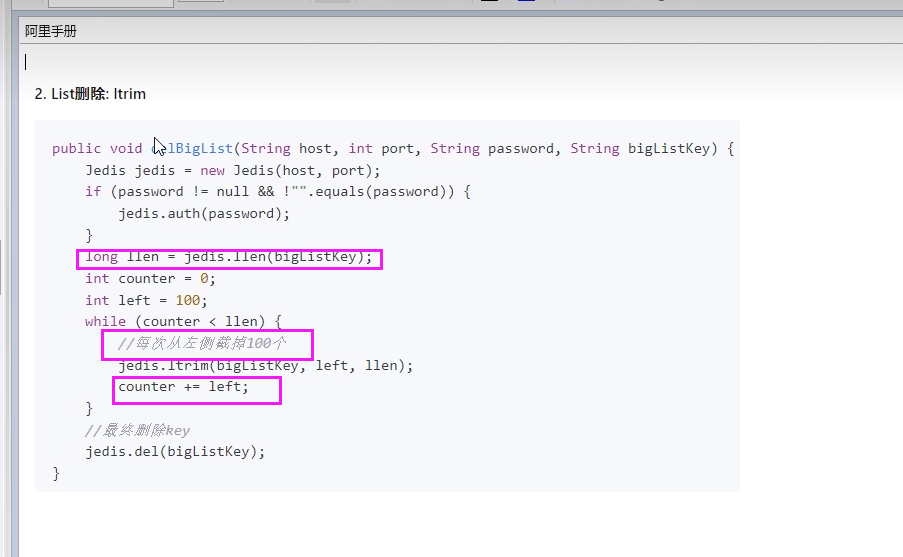 阿里手册
2. List删除: ltrim
public void delBigList(String host, int port, String password, String bigListKey) {
Jedis jedis = new Jedis(host, port);
if (password != null && !"".equals(password)) {
jedis.auth(password);
}
long llen = jedis.llen(bigListKey);
int counter = 0;
int left = 100;
while (counter < llen) {
//每次从左侧截掉100个
jedis.ltrim(bigListKey, left, llen);
counter += left;
}
//最终删除key
jedis.del(bigListKey);
}